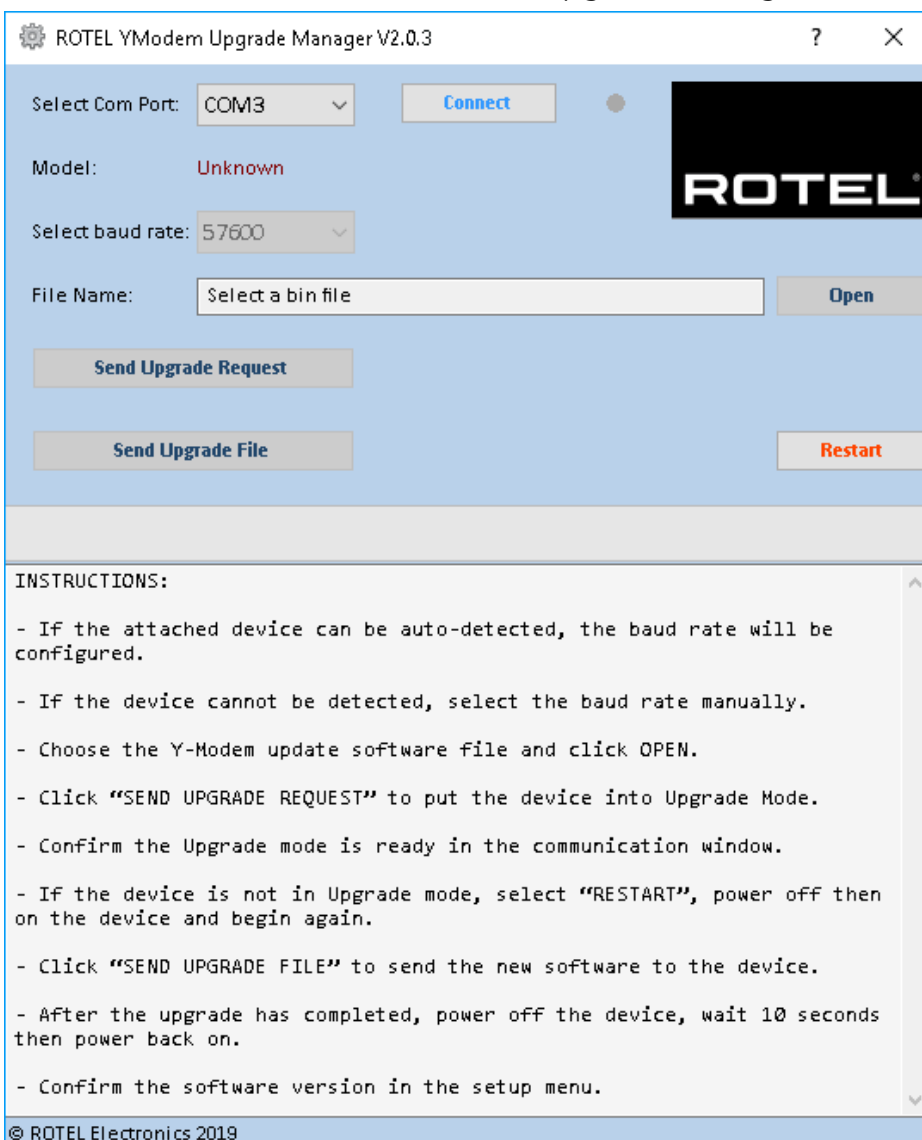 ROTEL YModem Upgrade Manager V2.0.3
?
Select Com Port:
COM3
Connect
Model:
Unknown
ROTEL
Select baud rate:
57600
File Name:
Select a bin file
Open
Send Upgrade Request
Send Upgrade File
Restart
INSTRUCTIONS:
- If the attached device can be auto-detected, the baud rate will be
configured.
- If the device cannot be detected, select the baud rate manually.
- Choose the Y-Modem update software file and click OPEN.
- Click “SEND UPGRADE REQUEST” to put the device into Upgrade Mode.
- Confirm the Upgrade mode is ready in the communication window.
- If the device is not in Upgrade mode, select “RESTART”, power off then
on the device and begin again.
- Click “SEND UPGRADE FILE” to send the new software to the device.
- After the upgrade has completed, power off the device, wait 10 seconds
then power back on.
- Confirm the software version in the setup menu.
© ROTEL Electronics 2019